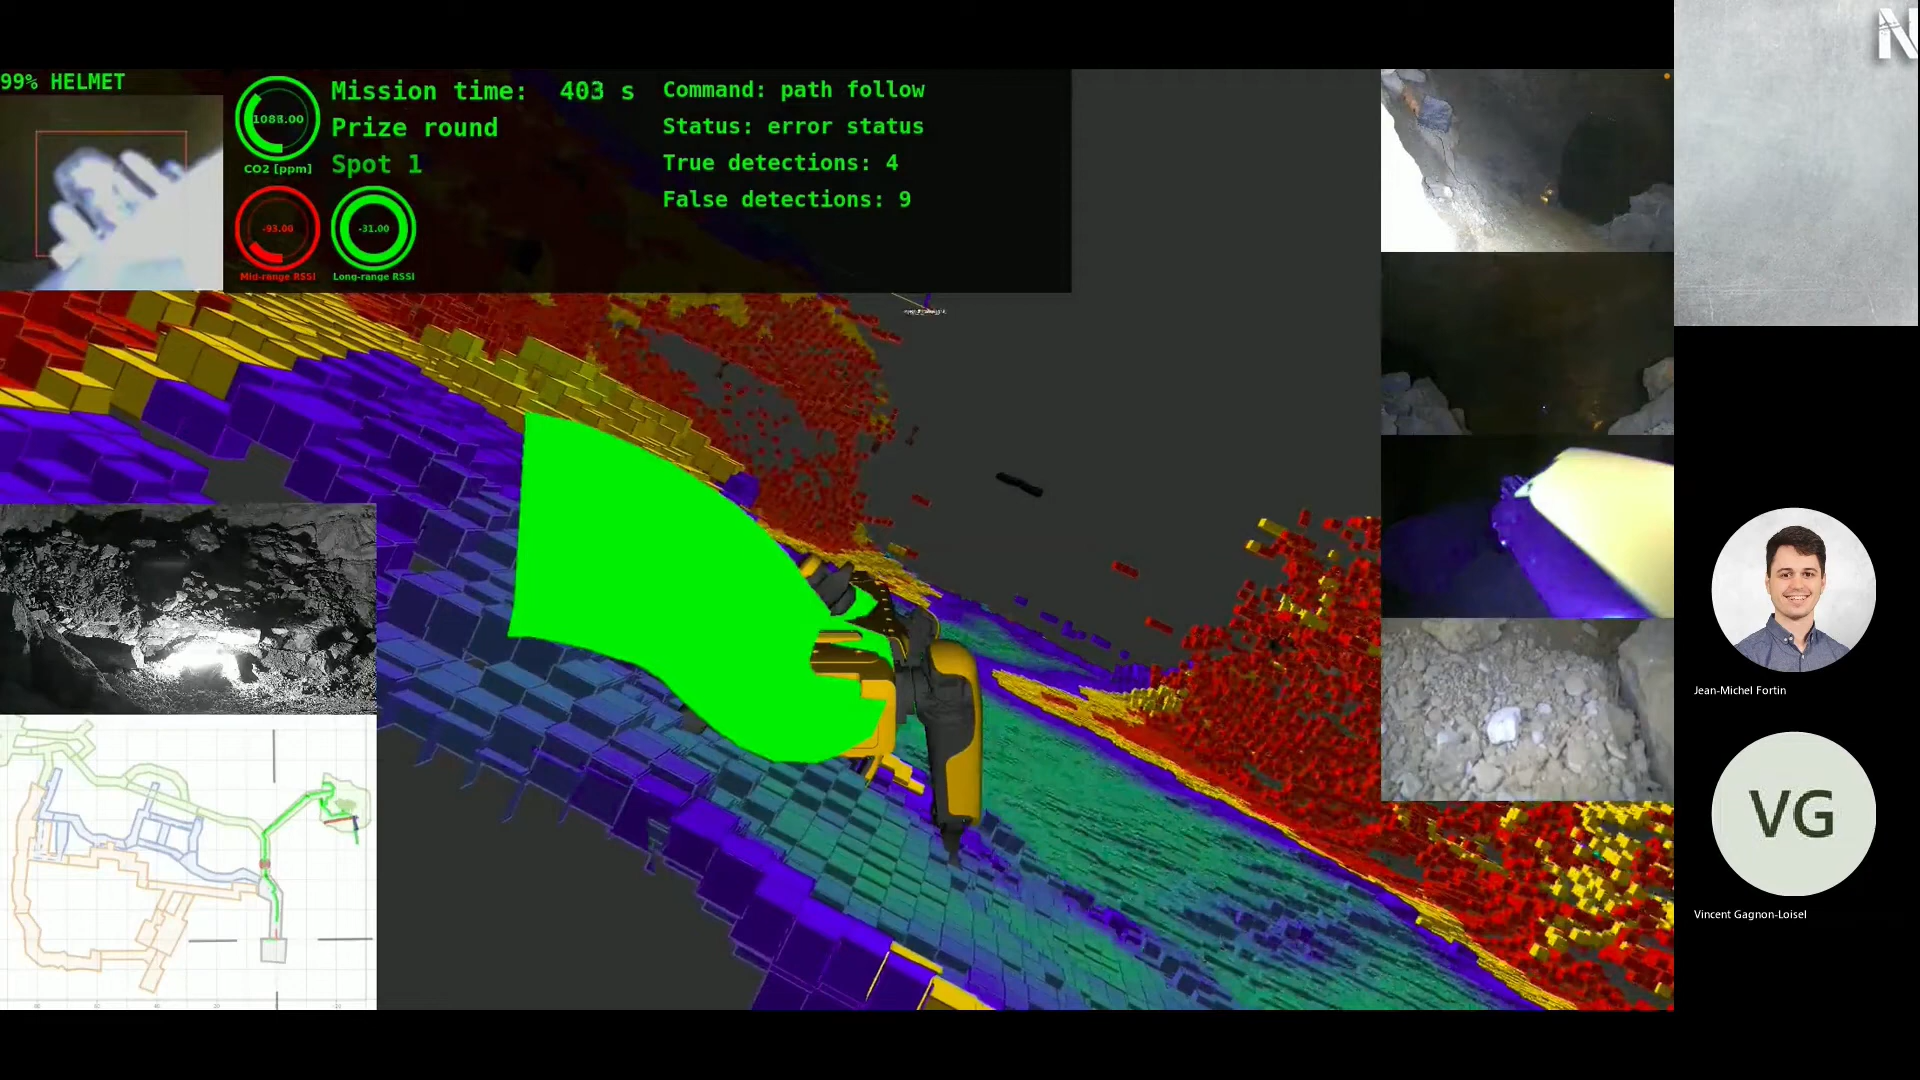 99% HELMET
1088.00
CO2 [ppm]
-93.00
Mid-range RSSI
-31.00
Long-range RSSI
Mission time: 403 s
Prize round
Spot 1
Command: path follow
Status: error status
True detections: 4
False detections: 9
N
Jean-Michel Fortin
VG
Vincent Gagnon-Loisel